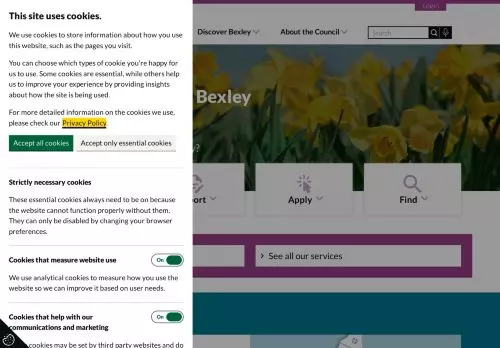 This site uses cookies.
We use cookies to store information about how you use this website, such as the pages you visit.
You can choose which types of cookie you're happy for us to use. Some cookies are essential, while others help us to improve your experience by providing insights about how the site is being used.
For more detailed information on the cookies we use, please check our Privacy Policy.
Accept all cookies
Accept only essential cookies
Strictly necessary cookies
These essential cookies always need to be on because the website cannot function properly without them. They can only be disabled by changing your browser preferences.
Cookies that measure website use
On
We use analytical cookies to measure how you use the website so we can improve it based on user needs.
Cookies that help with our communications and marketing
On
cookies may be set by third party websites and do
Discover Bexley
About the Council
Search
Bexley
Apply
Find
See all our services